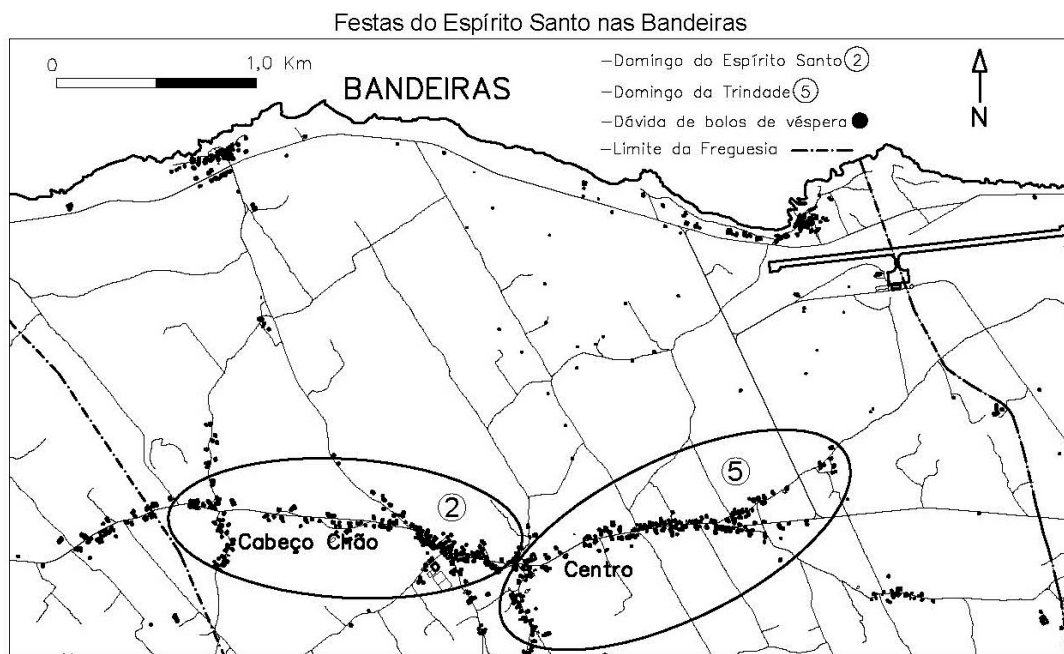 Festas do Espírito Santo nas Bandeiras
0 1,0 Km
BANDEIRAS
–Domingo do Espírito Santo 2
–Domingo da Trindade 5
–Dávida de bolos de véspera
–Limite da Freguesia
N
5
2
Cabeço Chão
Centro